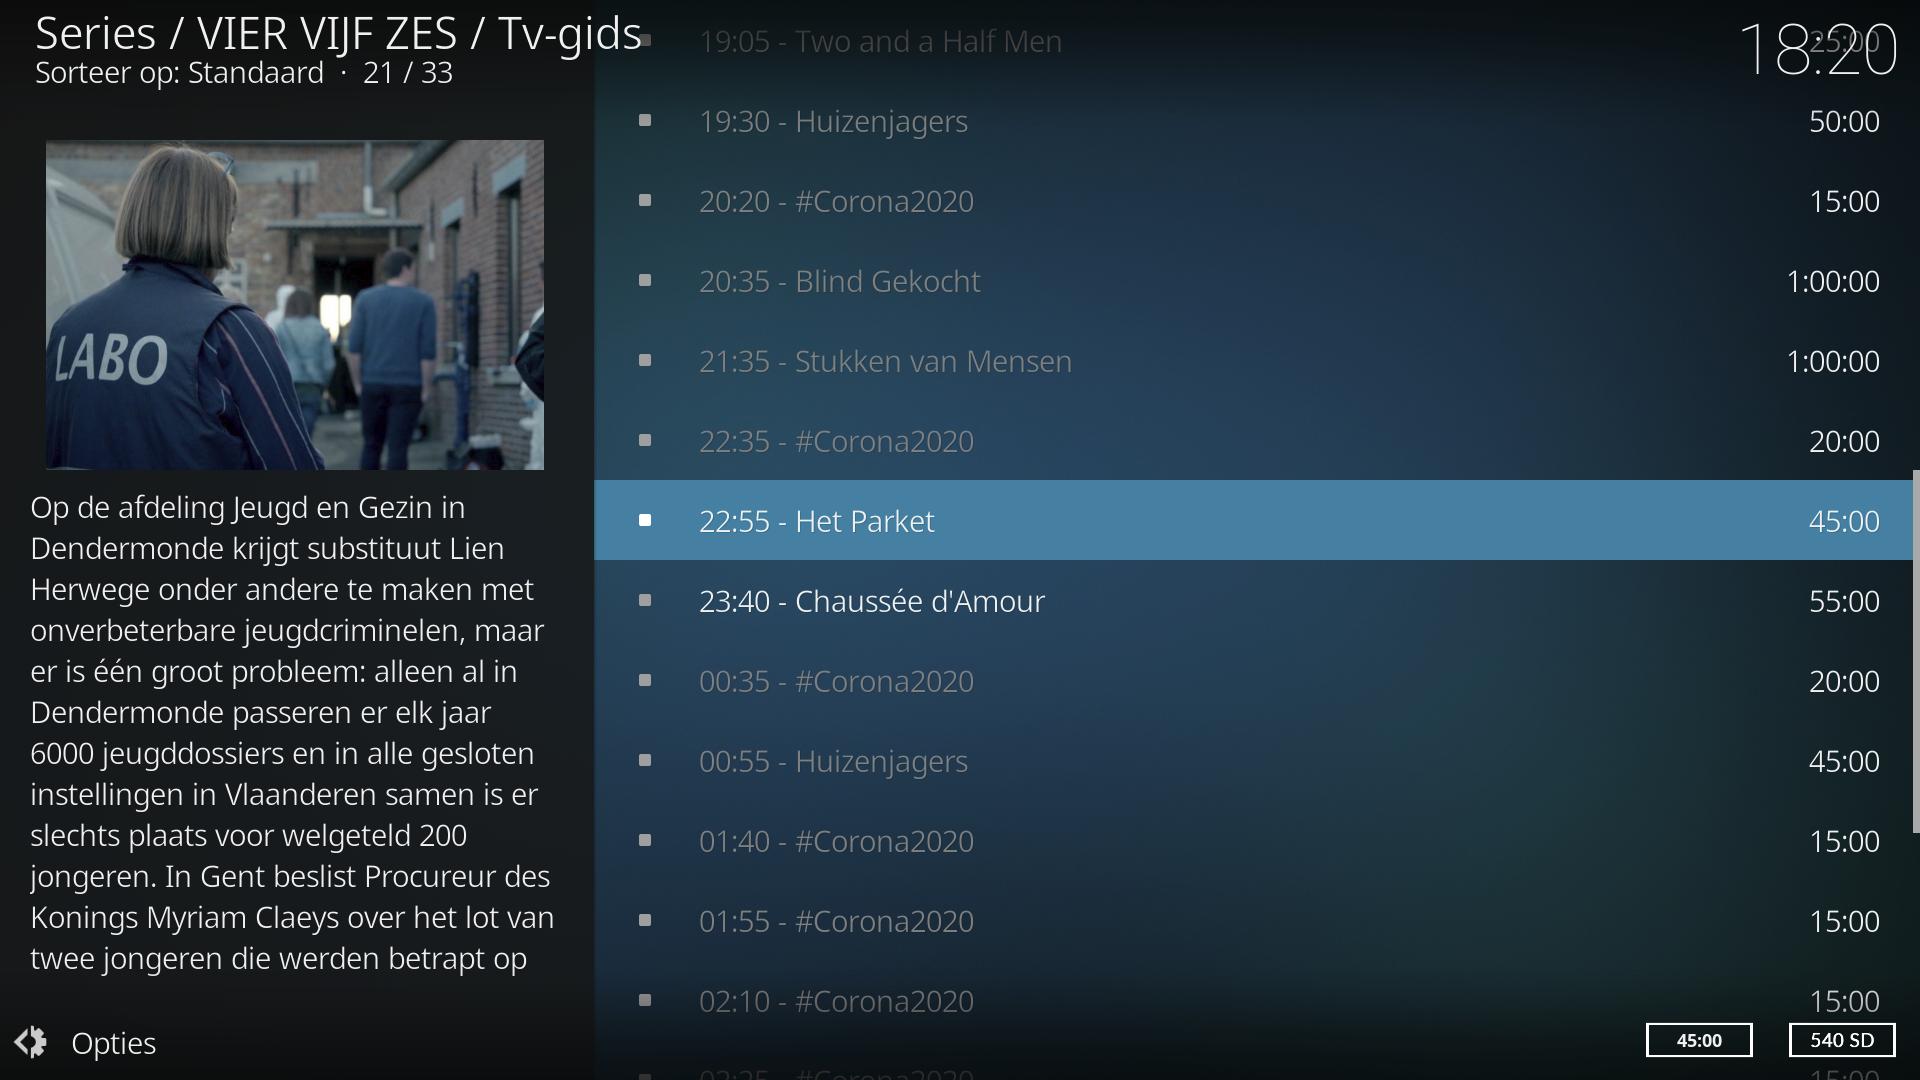 Series / VIER VIJF ZES / Tv-gids
Sorteer op: Standaard · 21 / 33
18:20
LABO
Op de afdeling Jeugd en Gezin in
Dendermonde krijgt substituut Lien
Herwege onder andere te maken met
onverbeterbare jeugdcriminelen, maar
er is één groot probleem: alleen al in
Dendermonde passeren er elk jaar
6000 jeugddossiers en in alle gesloten
instellingen in Vlaanderen samen is er
slechts plaats voor welgeteld 200
jongeren. In Gent beslist Procureur des
Konings Myriam Claeys over het lot van
twee jongeren die werden betrapt op
19:05 - Two and a Half Men 25:00
19:30 - Huizenjagers 50:00
20:20 - #Corona2020 15:00
20:35 - Blind Gekocht 1:00:00
21:35 - Stukken van Mensen 1:00:00
22:35 - #Corona2020 20:00
22:55 - Het Parket 45:00
23:40 - Chaussée d'Amour 55:00
00:35 - #Corona2020 20:00
00:55 - Huizenjagers 45:00
01:40 - #Corona2020 15:00
01:55 - #Corona2020 15:00
02:10 - #Corona2020 15:00
02:25 - #Corona2020 15:00
Opties
45:00
540 SD